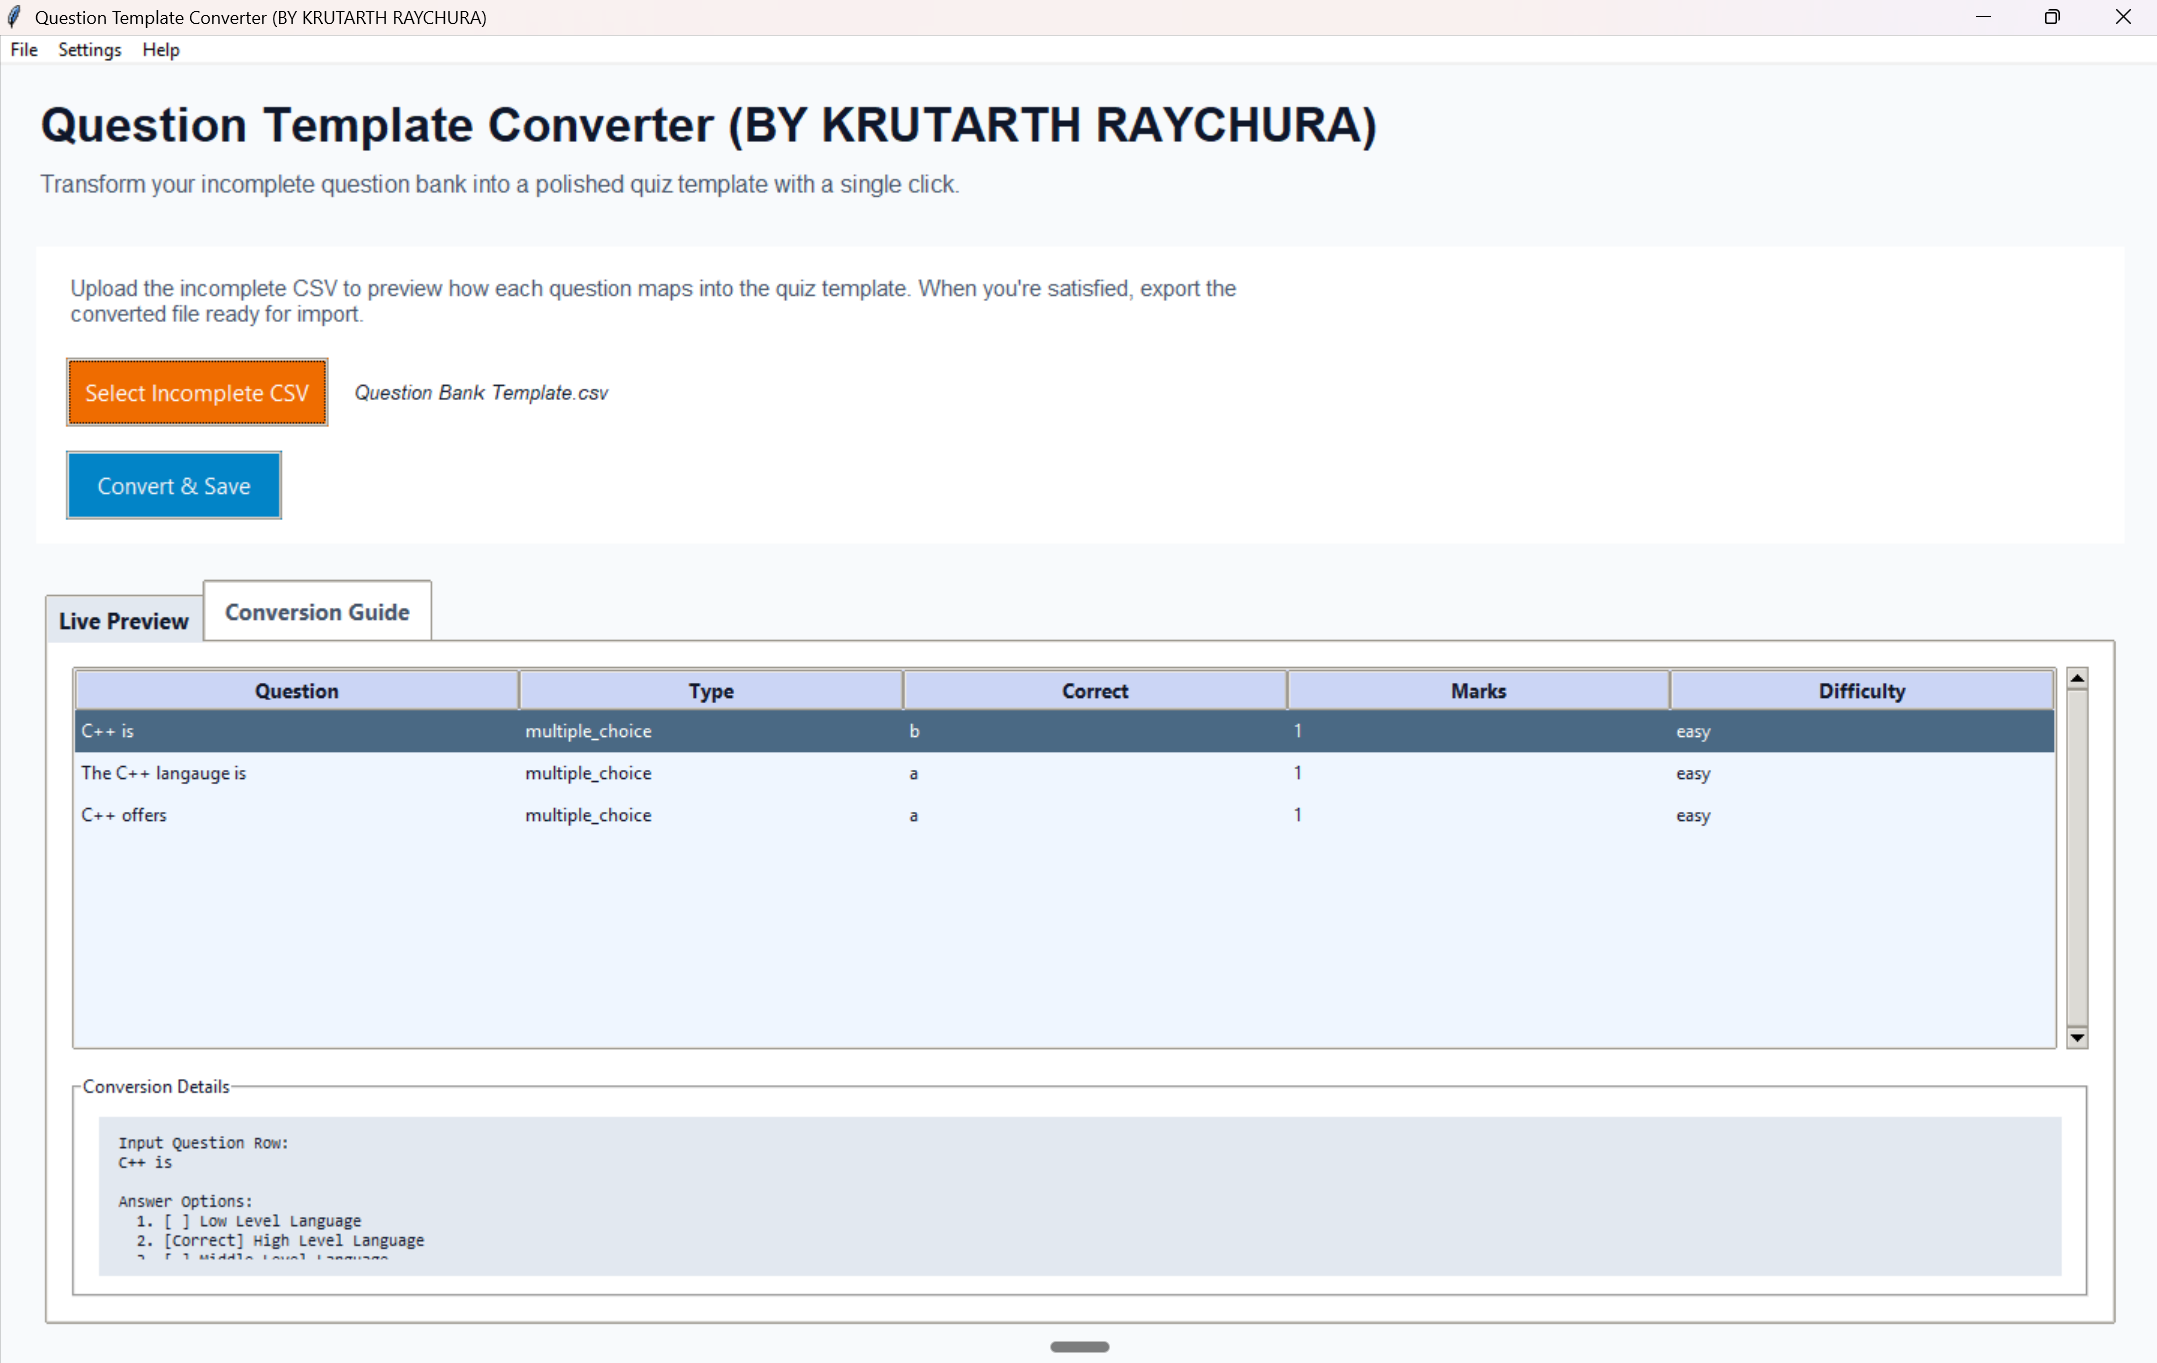 Question Template Converter (BY KRUTARTH RAYCHURA)
File Settings Help
Question Template Converter (BY KRUTARTH RAYCHURA)
Transform your incomplete question bank into a polished quiz template with a single click.
Upload the incomplete CSV to preview how each question maps into the quiz template. When you're satisfied, export the
converted file ready for import.
Select Incomplete CSV Question Bank Template.csv
Convert & Save
Live Preview Conversion Guide
Question Type Correct Marks Difficulty
C++ is multiple_choice b 1 easy
The C++ langauge is multiple_choice a 1 easy
C++ offers multiple_choice a 1 easy
Conversion Details
Input Question Row:
C++ is
Answer Options:
1. [ ] Low Level Language
2. [Correct] High Level Language
3. [ ] Middle Level Language